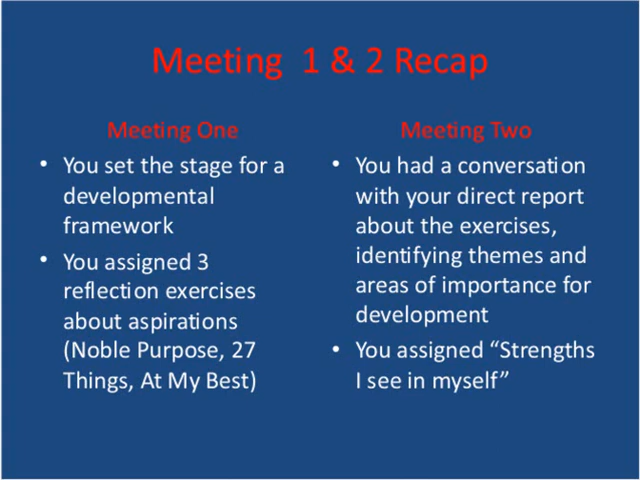 Meeting 1 & 2 Recap
Meeting One
• You set the stage for a
developmental
framework
• You assigned 3
reflection exercises
about aspirations
(Noble Purpose, 27
Things, At My Best)
Meeting Two
• You had a conversation
with your direct report
about the exercises,
identifying themes and
areas of importance for
development
• You assigned “Strengths
I see in myself”